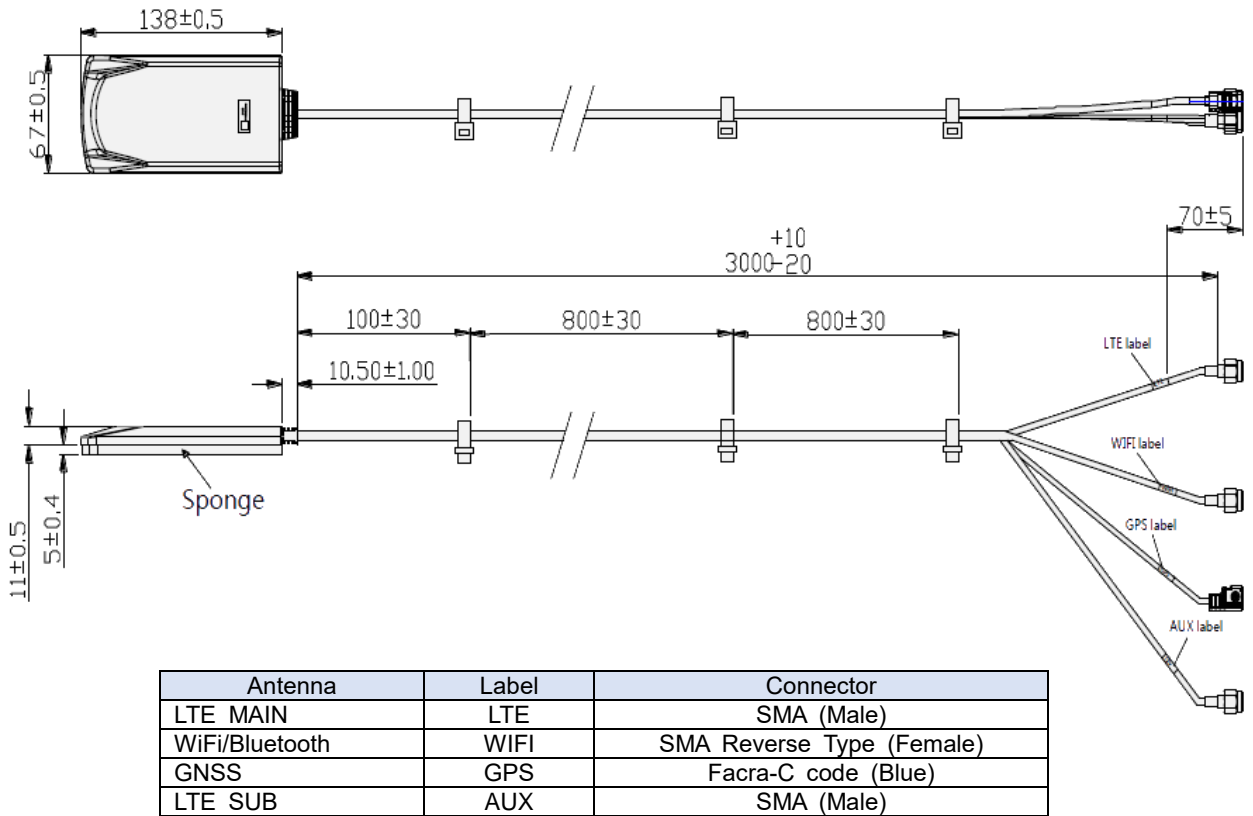 138±0.5
67±0.5
70±5
+10
3000-20
100±30
800±30
800±30
10.50±1.00
LTE label
WIFI label
GPS label
AUX label
Sponge
11±0.5
5±0.4
Antenna Label Connector
LTE MAIN LTE SMA (Male)
WiFi/Bluetooth WIFI SMA Reverse Type (Female)
GNSS GPS Facra-C code (Blue)
LTE SUB AUX SMA (Male)